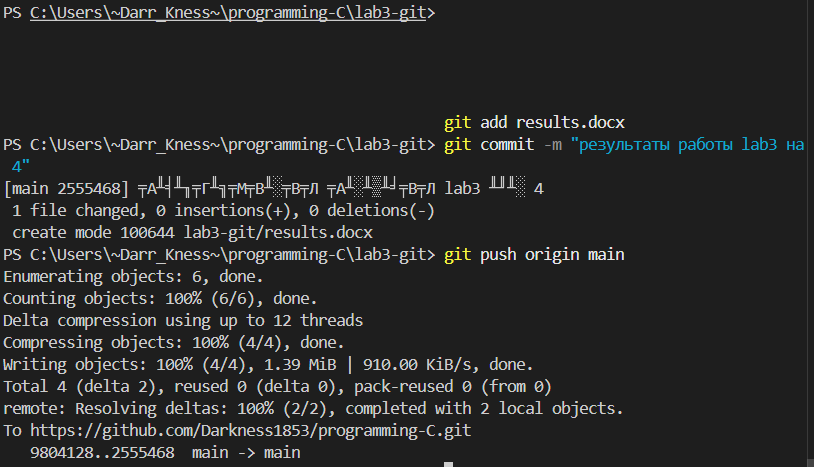 PS C:\Users\~Darr_Kness~\programming-C\lab3-git>
git add results.docx
PS C:\Users\~Darr_Kness~\programming-C\lab3-git> git commit -m "результаты работы lab3 на
4"
[main 2555468] lab3 4
1 file changed, 0 insertions(+), 0 deletions(-)
create mode 100644 lab3-git/results.docx
PS C:\Users\~Darr_Kness~\programming-C\lab3-git> git push origin main
Enumerating objects: 6, done.
Counting objects: 100% (6/6), done.
Delta compression using up to 12 threads
Compressing objects: 100% (4/4), done.
Writing objects: 100% (4/4), 1.39 MiB | 910.00 KiB/s, done.
Total 4 (delta 2), reused 0 (delta 0), pack-reused 0 (from 0)
remote: Resolving deltas: 100% (2/2), completed with 2 local objects.
To https://github.com/Darkness1853/programming-C.git
9804128..2555468 main -> main